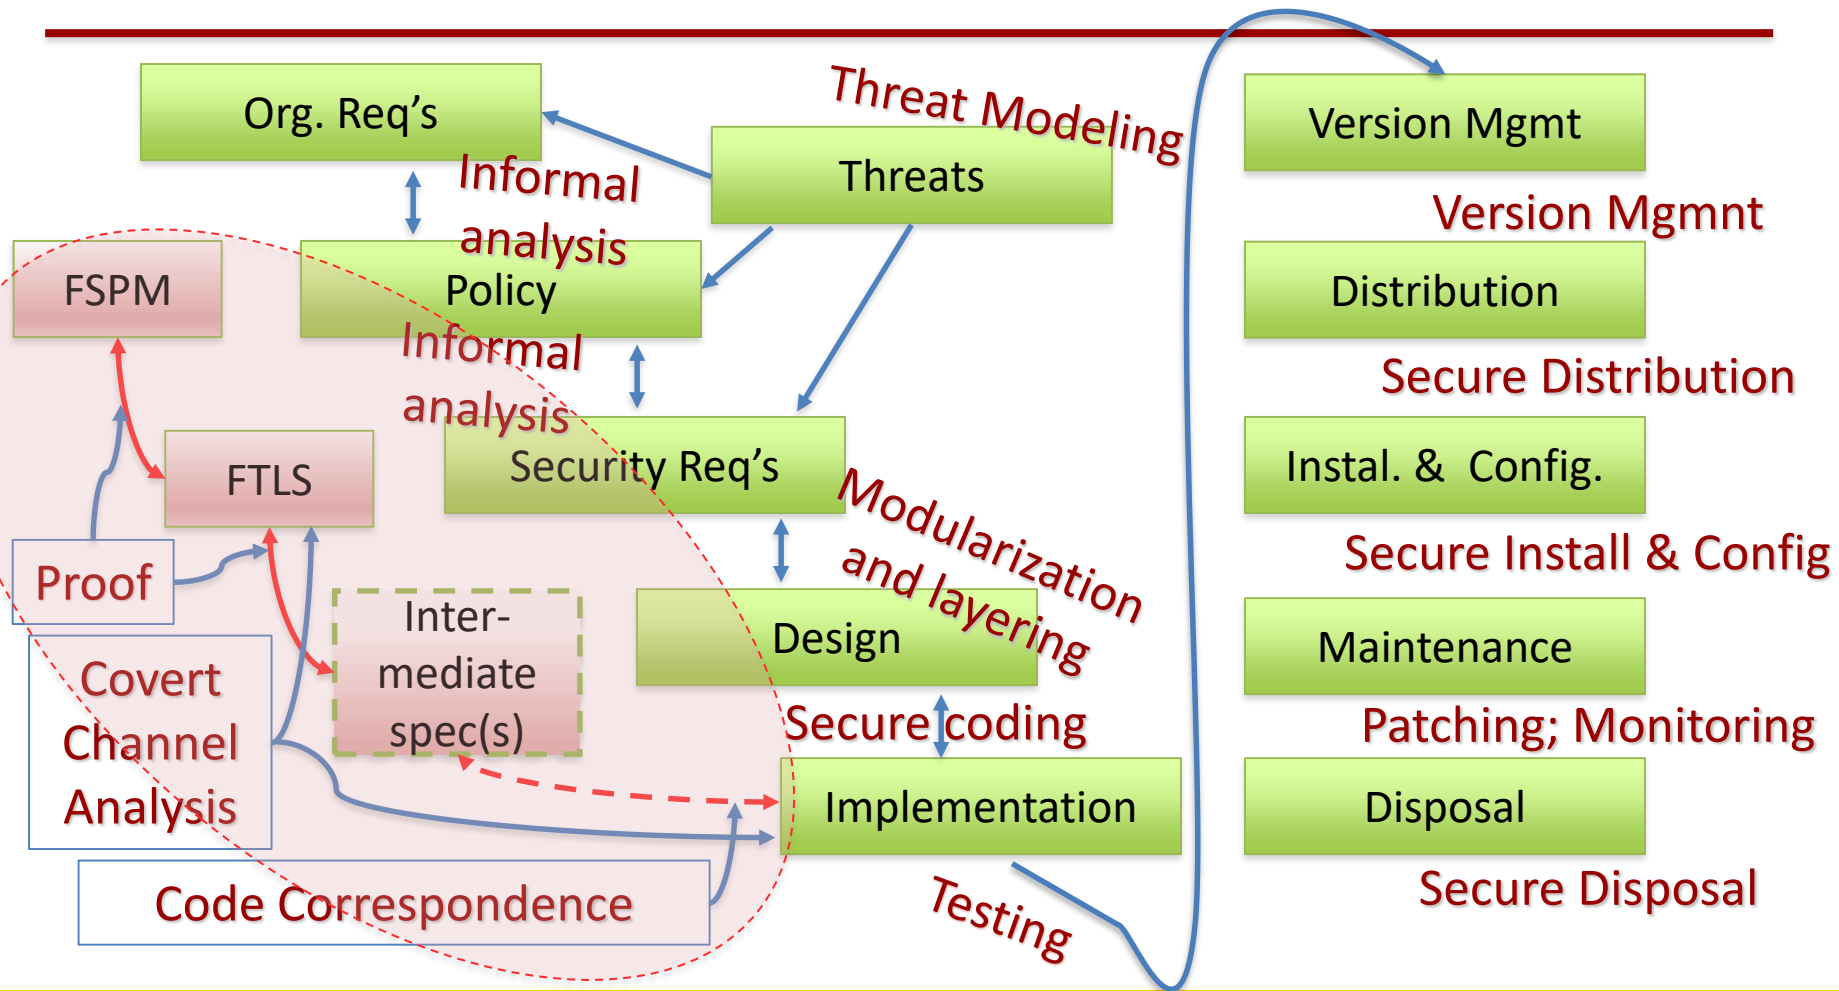 Org. Req's
Threat Modeling
Threats
Informal
analysis
FSPM
Policy
Informal
analysis
FTLS
Security Req's
Modularization
and layering
Proof
Inter-
mediate
spec(s)
Design
Covert
Channel
Analysis
Secure coding
Implementation
Code Correspondence
Testing
Version Mgmt
Version Mgmnt
Distribution
Secure Distribution
Instal. &  Config.
Secure Install & Config
Maintenance
Patching; Monitoring
Disposal
Secure Disposal